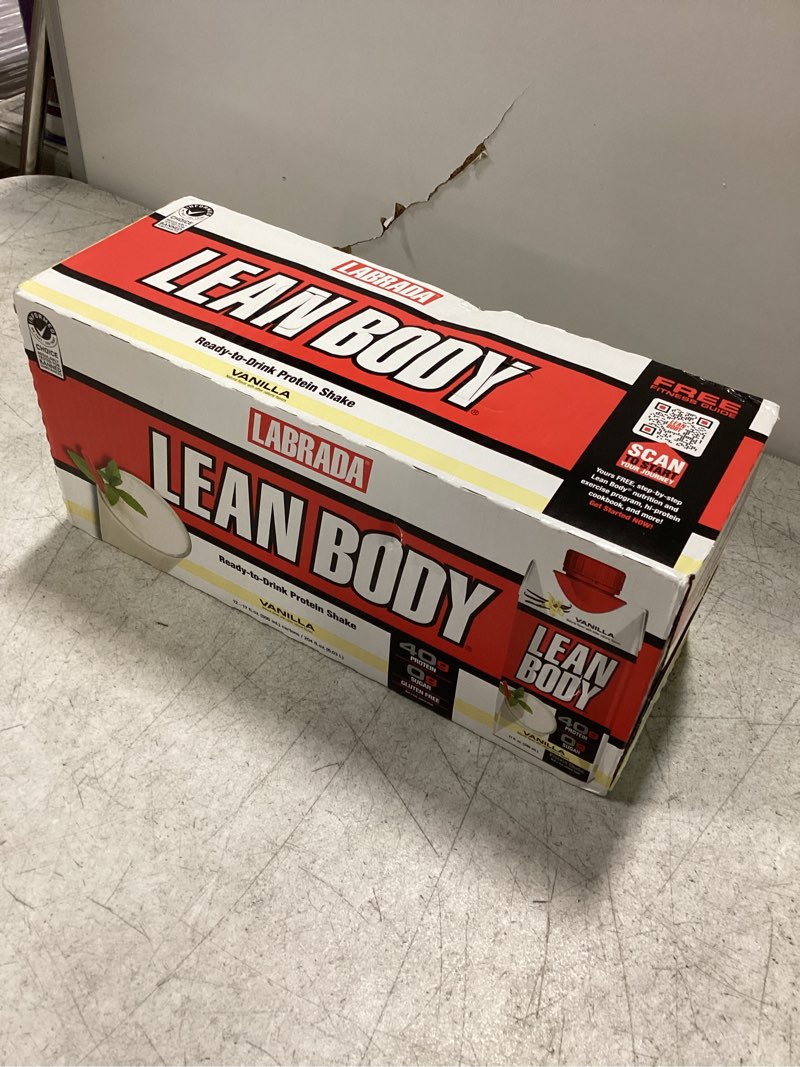 CHOICE
LABRADA
LEAN BODY®
Ready-to-Drink Protein Shake
VANILLA
FREE
FITNESS GUIDE
SCAN
TO START
YOUR JOURNEY
Yours FREE, step-by-step
Lean Body® nutrition and
exercise program, hi-protein
cookbook, and more!
Get Started NOW!
CHOICE
LABRADA
LEAN BODY
Ready-to-Drink Protein Shake
VANILLA
40g
PROTEIN
0g
SUGAR
GLUTEN FREE
VANILLA
LEAN
BODY
40g
PROTEIN
0g
SUGAR
VANILLA